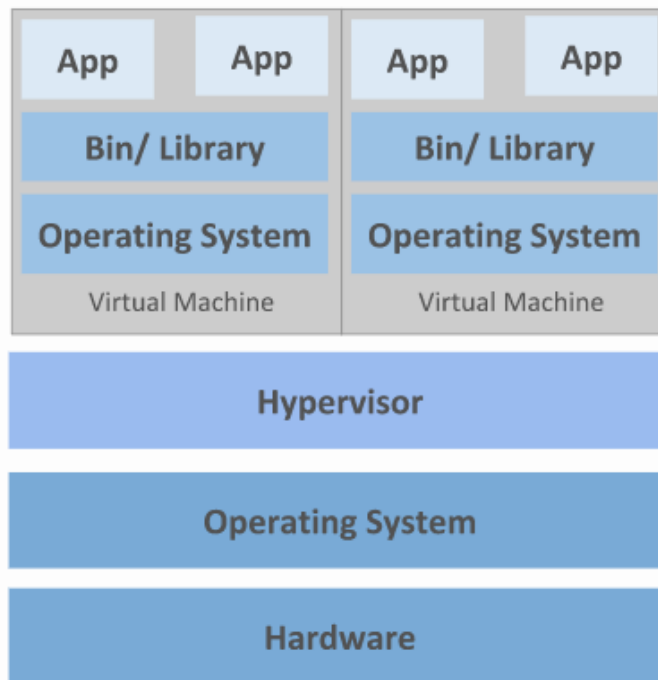 App App App App
Bin/ Library Bin/ Library
Operating System Operating System
Virtual Machine Virtual Machine
Hypervisor
Operating System
Hardware